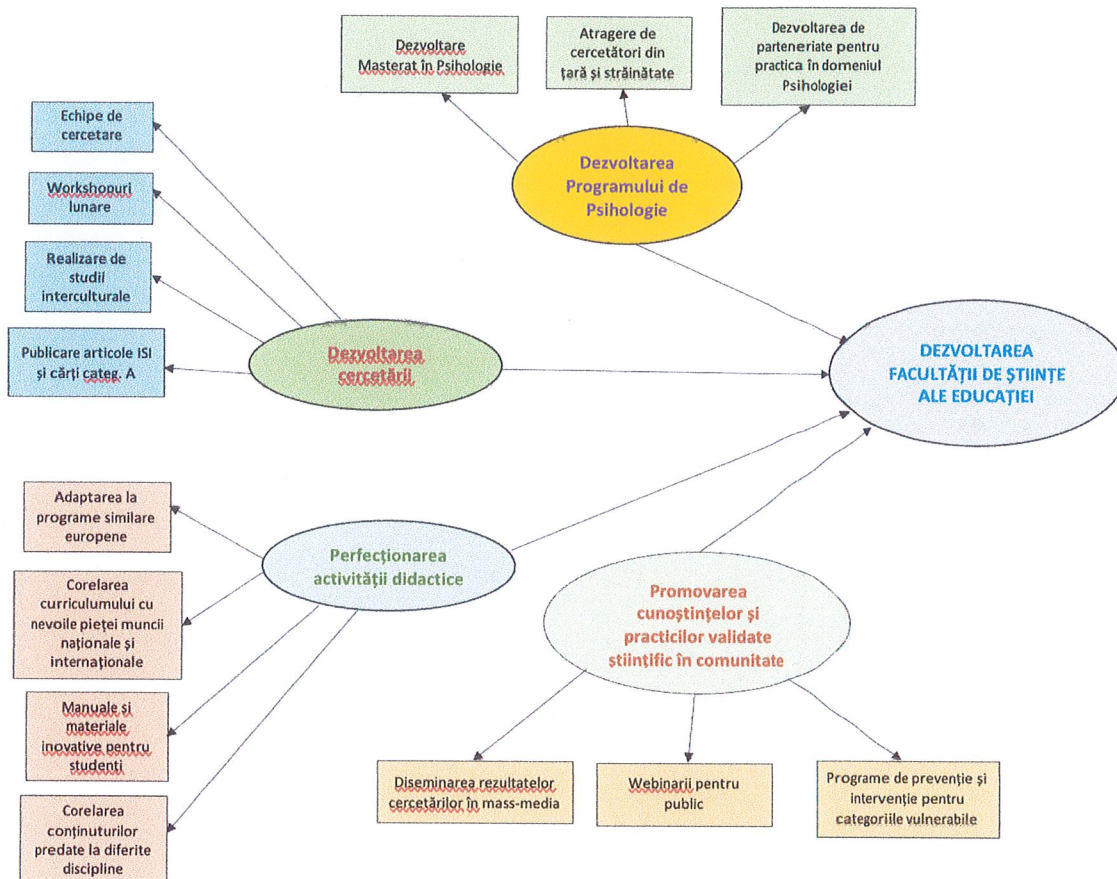 Dezvoltare
Masterat în Psihologie
Atragere de
cercetători din
țară și străinătate
Dezvoltarea de
parteneriate pentru
practica în domeniul
Psihologiei
Echipe de
cercetare
Workshopuri
lunare
Realizare de
studii
interculturale
Publicare articole ISI
și cărți categ. A
Dezvoltarea
Programului de
Psihologie
Dezvoltarea
cercetării
DEZVOLTAREA
FACULTĂȚII DE ȘTIINȚE
ALE EDUCAȚIEI
Adaptarea la
programe similare
europene
Corelarea
curriculumului cu
nevoile pieței muncii
naționale și
internaționale
Manuale și
materiale
inovative pentru
studenți
Corelarea
conținuturilor
predate la diferite
discipline
Perfecționarea
activității didactice
Promovarea
cunoștințelor și
practicilor validate
științific în comunitate
Diseminarea rezultatelor
cercetărilor în mass-media
Webinarii pentru
public
Programe de prevenție și
intervenție pentru
categoriile vulnerabile